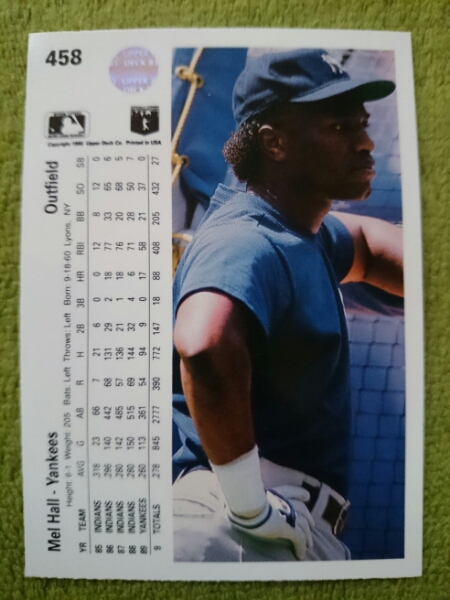 458
UPPER DECK
Copyright 1990 Upper Deck Co. Printed in USA
Mel Hall - Yankees Outfield
Height: 6-1 Weight: 205 Bats: Left Throws: Left Born: 9-16-60 Lyons, NY
YR TEAM AVG G AB R H 2B 3B HR RBI BB SO SB
85 INDIANS .318 23 66 7 21 6 0 0 12 8 12 0
86 INDIANS .296 140 442 68 131 29 2 18 77 33 65 6
87 INDIANS .280 142 485 57 136 21 1 18 76 20 68 5
88 INDIANS .280 150 515 69 144 32 4 6 71 28 50 7
89 YANKEES .260 113 361 54 94 9 0 17 58 21 37 0
9 TOTALS .278 845 2777 390 772 147 18 88 408 205 432 27
NY